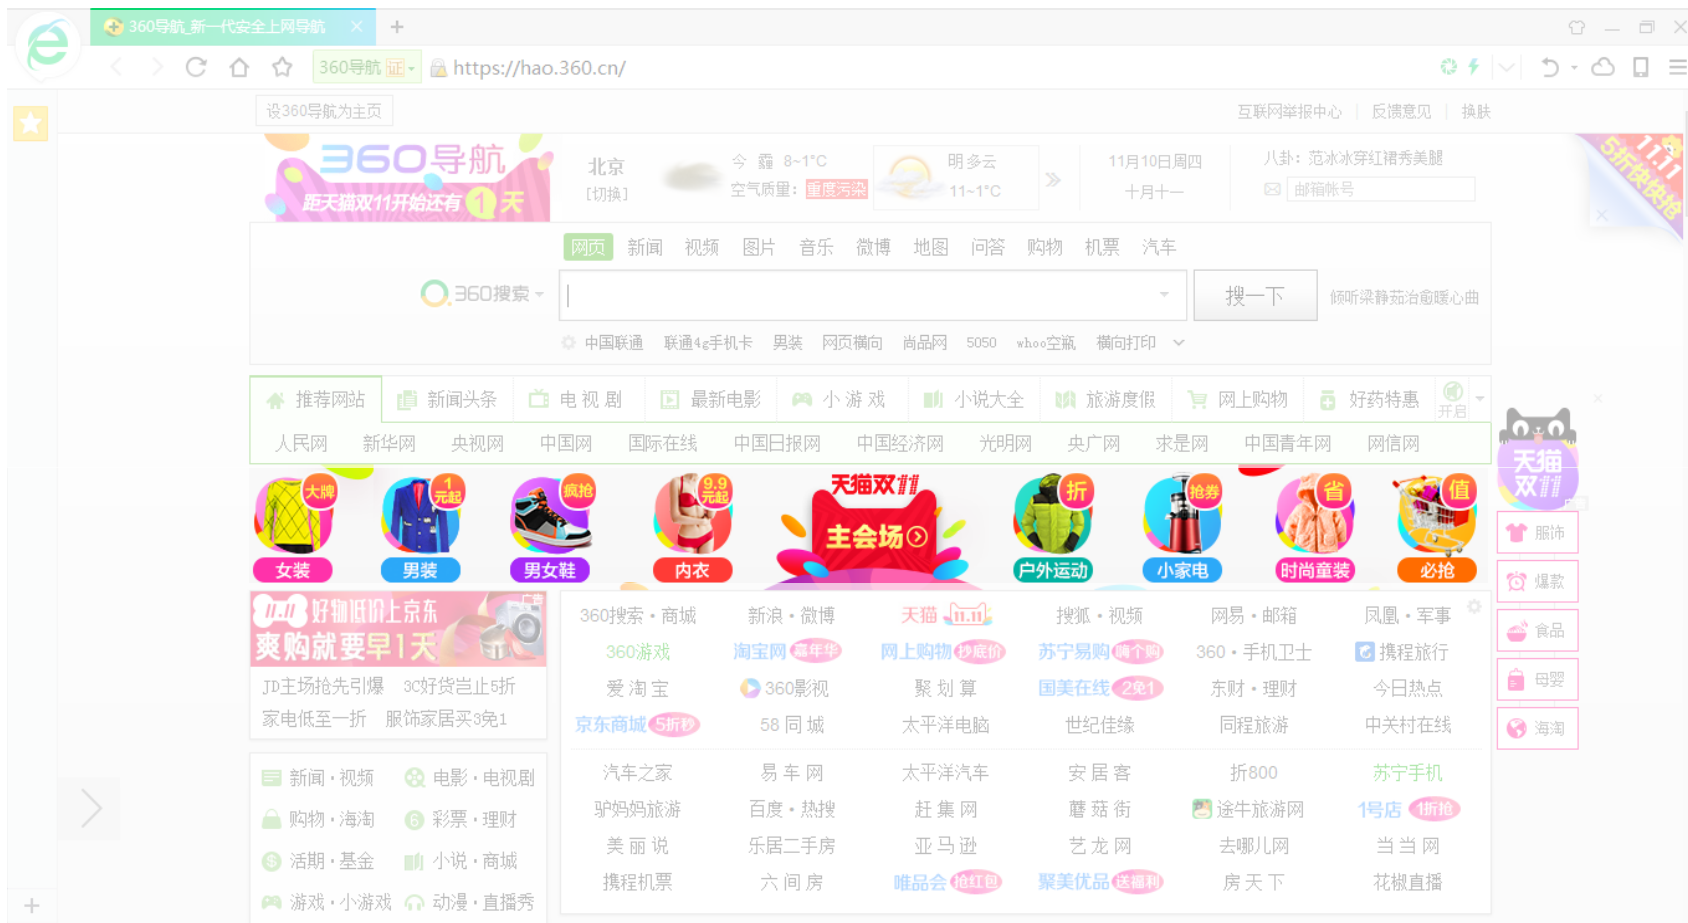 360导航_新一代安全上网导航
360导航 证 https://hao.360.cn/
设360导航为主页
互联网举报中心 反馈意见 换肤
360导航
距天猫双11开始还有 1 天
北京
[切换]
今 霾 8~1°C
空气质量: 重度污染
明 多云
11~1°C
11月10日周四
十月十一
八卦: 范冰冰穿红裙秀美腿
邮箱帐号
11.11
5折快快抢
网页 新闻 视频 图片 音乐 微博 地图 问答 购物 机票 汽车
360搜索 搜一下 倾听梁静茹治愈暖心曲
中国联通 联通4g手机卡 男装 网页横向 尚品网 5050 whoo空瓶 横向打印
推荐网站 新闻头条 电视剧 最新电影 小游戏 小说大全 旅游度假 网上购物 好药特惠 开启
人民网 新华网 央视网 中国网 国际在线 中国日报网 中国经济网 光明网 央广网 求是网 中国青年网 网信网
大牌 1元起 疯抢 9.9元起 天猫双11 折 抢券 省 值
主会场
女装 男装 男女鞋 内衣 户外运动 小家电 时尚童装 必抢
天猫
双11
服饰
爆款
食品
母婴
海淘
广告
11.11 好物低价上京东
爽购就要早1天
JD主场抢先引爆 3C好货岂止5折
家电低至一折 服饰家居买3免1
新闻·视频 电影·电视剧
购物·海淘 彩票·理财
活期·基金 小说·商城
游戏·小游戏 动漫·直播秀
360搜索·商城 新浪·微博 天猫 11.11 搜狐·视频 网易·邮箱 凤凰·军事
360游戏 淘宝网 嘉年华 网上购物 抄底价 苏宁易购 嗨个购 360·手机卫士 携程旅行
爱淘宝 360影视 聚划算 国美在线 2免1 东财·理财 今日热点
京东商城 5折秒 58同城 太平洋电脑 世纪佳缘 同程旅游 中关村在线
汽车之家 易车网 太平洋汽车 安居客 折800 苏宁手机
驴妈妈旅游 百度·热搜 赶集网 蘑菇街 途牛旅游网 1号店 1折抢
美丽说 乐居二手房 亚马逊 艺龙网 去哪儿网 当当网
携程机票 六间房 唯品会 抢红包 聚美优品 送福利 房天下 花椒直播